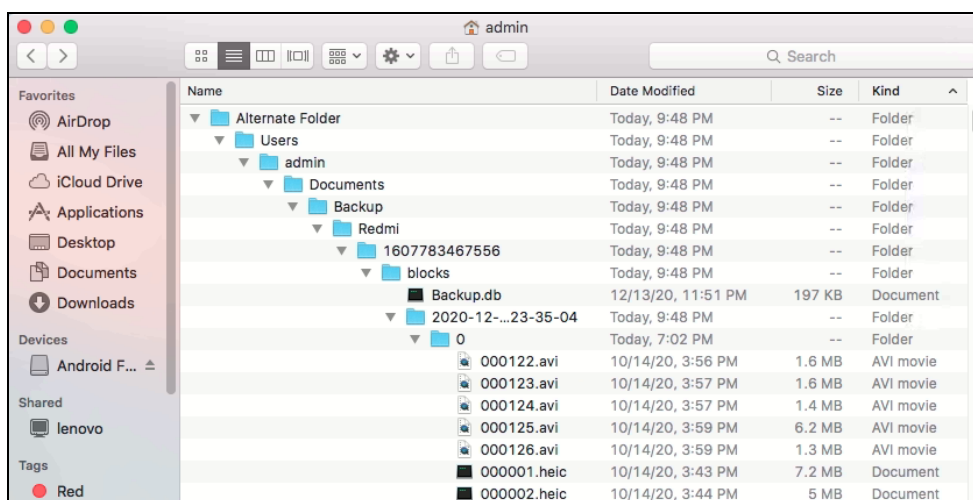 admin
Search
Favorites
AirDrop
All My Files
iCloud Drive
Applications
Desktop
Documents
Downloads
Devices
Android F...
Shared
lenovo
Tags
Red
Name Date Modified Size Kind
Alternate Folder Today, 9:48 PM -- Folder
Users Today, 9:48 PM -- Folder
admin Today, 9:48 PM -- Folder
Documents Today, 9:48 PM -- Folder
Backup Today, 9:48 PM -- Folder
Redmi Today, 9:48 PM -- Folder
1607783467556 Today, 9:48 PM -- Folder
blocks Today, 9:48 PM -- Folder
Backup.db 12/13/20, 11:51 PM 197 KB Document
2020-12-...23-35-04 Today, 9:48 PM -- Folder
0 Today, 7:02 PM -- Folder
000122.avi 10/14/20, 3:56 PM 1.6 MB AVI movie
000123.avi 10/14/20, 3:57 PM 1.6 MB AVI movie
000124.avi 10/14/20, 3:57 PM 1.4 MB AVI movie
000125.avi 10/14/20, 3:59 PM 6.2 MB AVI movie
000126.avi 10/14/20, 3:59 PM 1.3 MB AVI movie
000001.heic 10/14/20, 3:43 PM 7.2 MB Document
000002.heic 10/14/20, 3:44 PM 5 MB Document